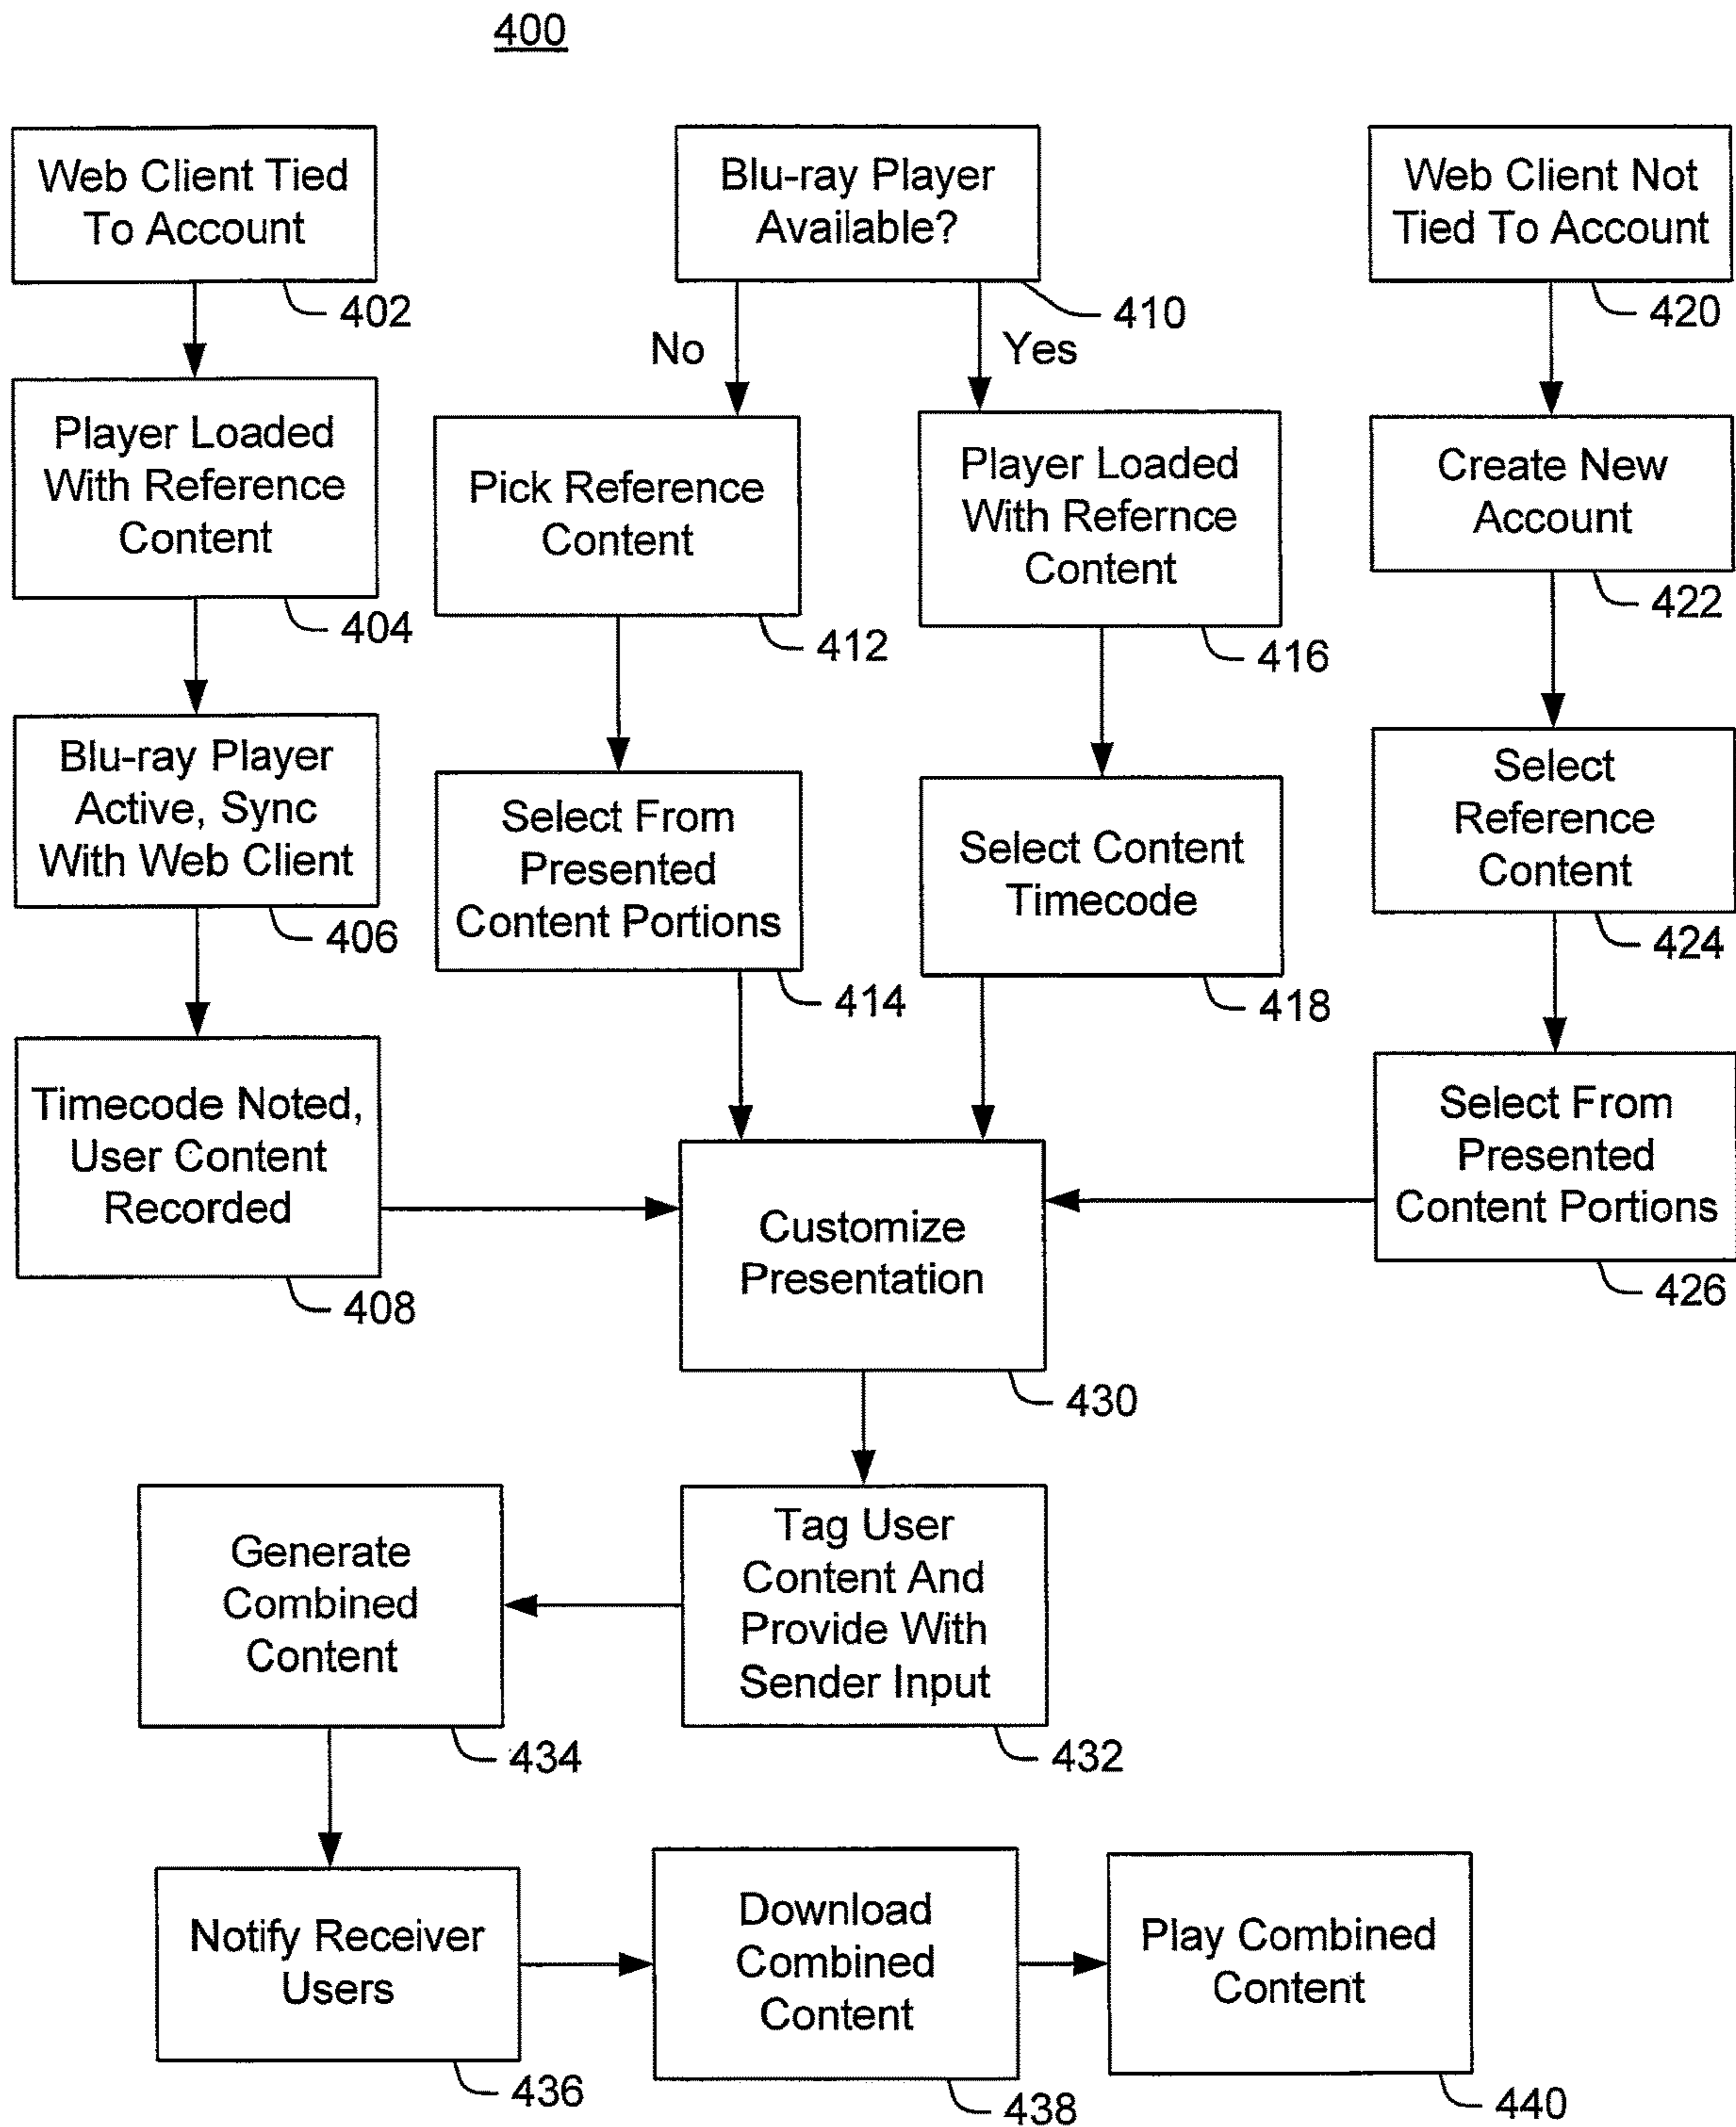 400
Web Client Tied
To Account
402
Player Loaded
With Reference
Content
404
Blu-ray Player
Active, Sync
With Web Client
406
Timecode Noted,
User Content
Recorded
408
Blu-ray Player
Available?
410
No
Yes
Pick Reference
Content
412
Select From
Presented
Content Portions
414
Player Loaded
With Refernce
Content
416
Select Content
Timecode
418
Web Client Not
Tied To Account
420
Create New
Account
422
Select
Reference
Content
424
Select From
Presented
Content Portions
426
Customize
Presentation
430
Tag User
Content And
Provide With
Sender Input
432
Generate
Combined
Content
434
Notify Receiver
Users
436
Download
Combined
Content
438
Play Combined
Content
440